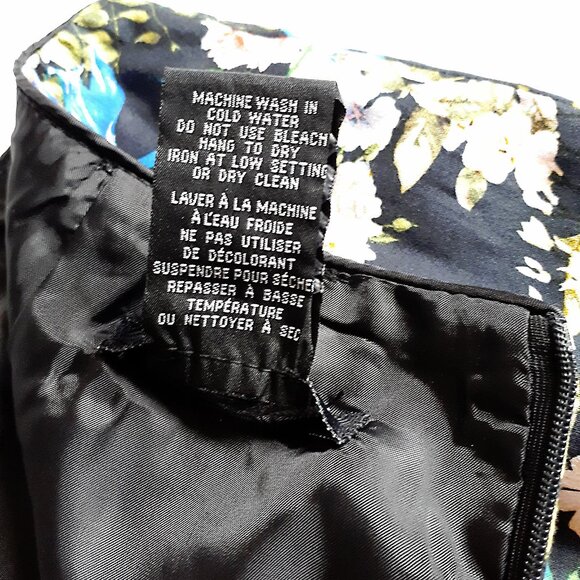 MACHINE WASH IN
COLD WATER
DO NOT USE BLEACH
HANG TO DRY
IRON AT LOW SETTING
OR DRY CLEAN
LAVER À LA MACHINE
À L'EAU FROIDE
NE PAS UTILISER
DE DÉCOLORANT
SUSPENDRE POUR SÉCHER
REPASSER À BASSE
TEMPÉRATURE
OU NETTOYER À SEC